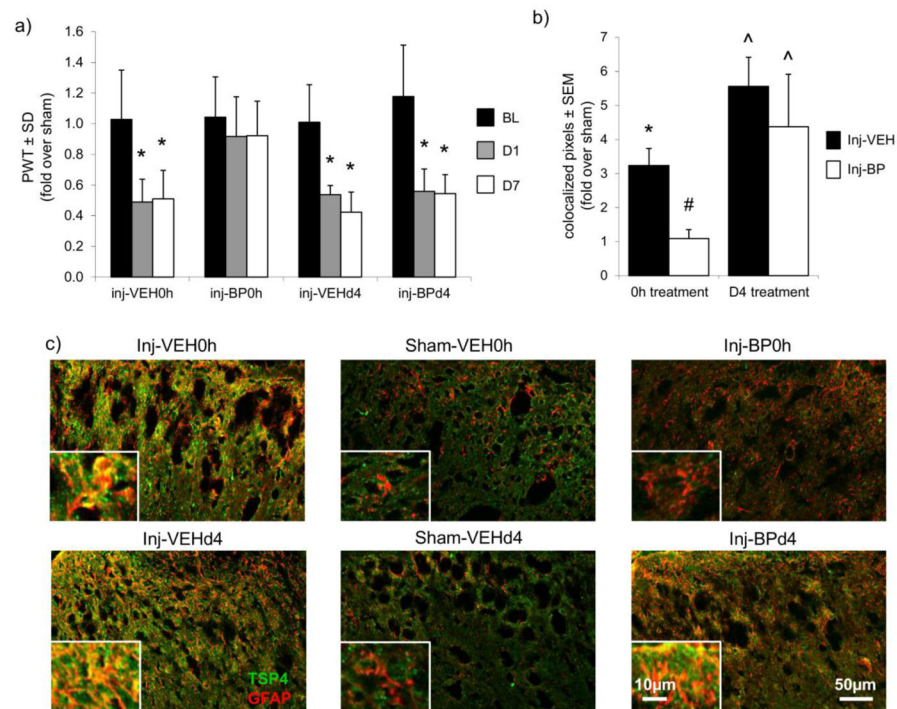 a)
PWT ± SD
(fold over sham)
1.6
1.4
1.2
1.0
0.8
0.6
0.4
0.2
0.0
* *
* *
* *
BL
D1
D7
inj-VEH0h inj-BP0h inj-VEHd4 inj-BPd4
b)
colocalized pixels ± SEM
(fold over sham)
7
6
5
4
3
2
1
0
*
#
^
^
Inj-VEH
Inj-BP
0h treatment D4 treatment
c)
Inj-VEH0h Sham-VEH0h Inj-BP0h
Inj-VEHd4 Sham-VEHd4 Inj-BPd4
TSP4
GFAP
10µm 50µm